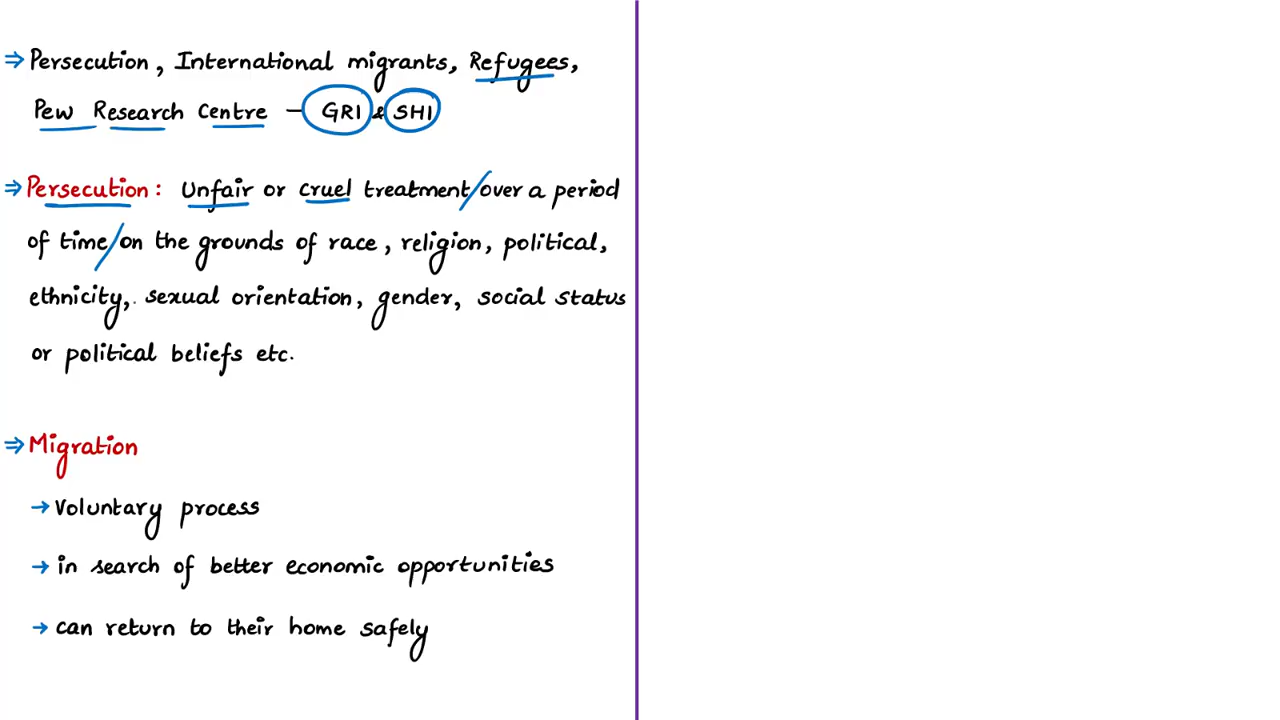 ⇒ Persecution, International migrants, Refugees,
Pew Research Centre - GRI & SHI
⇒ Persecution: Unfair or cruel treatment/over a period
of time/on the grounds of race, religion, political,
ethnicity, sexual orientation, gender, social status
or political beliefs etc.
⇒ Migration
→ Voluntary process
→ in search of better economic opportunities
→ can return to their home safely